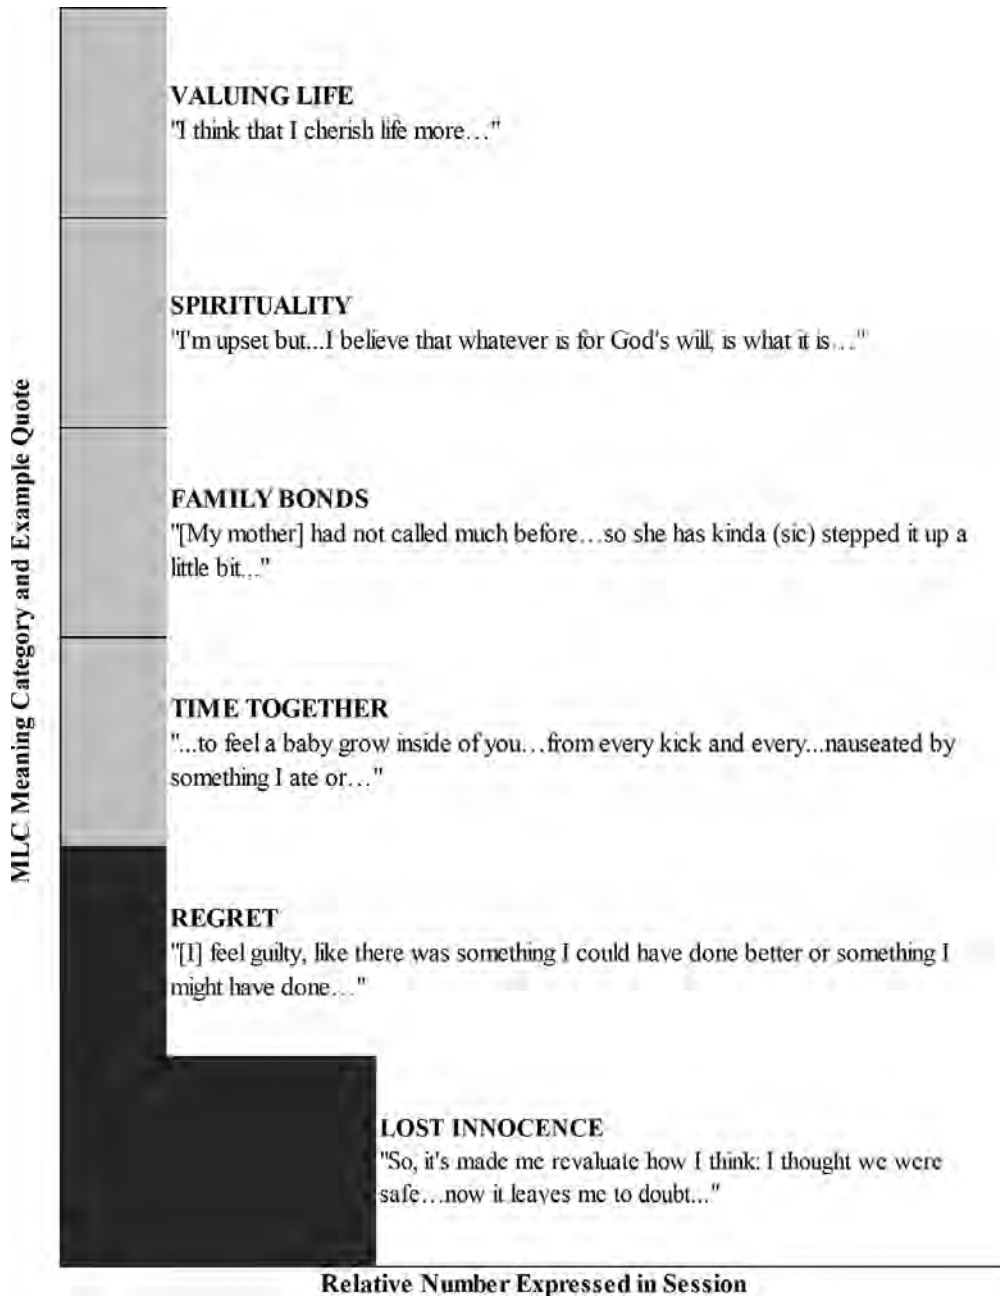 VALUING LIFE
"I think that I cherish life more…"
SPIRITUALITY
"I'm upset but...I believe that whatever is for God's will, is what it is…"
FAMILY BONDS
"[My mother] had not called much before…so she has kinda (sic) stepped it up a
little bit..."
TIME TOGETHER
"...to feel a baby grow inside of you…from every kick and every...nauseated by
something I ate or…"
REGRET
"[I] feel guilty, like there was something I could have done better or something I
might have done…"
LOST INNOCENCE
"So, it's made me revaluate how I think: I thought we were
safe…now it leaves me to doubt..."
MLC Meaning Category and Example Quote
Relative Number Expressed in Session